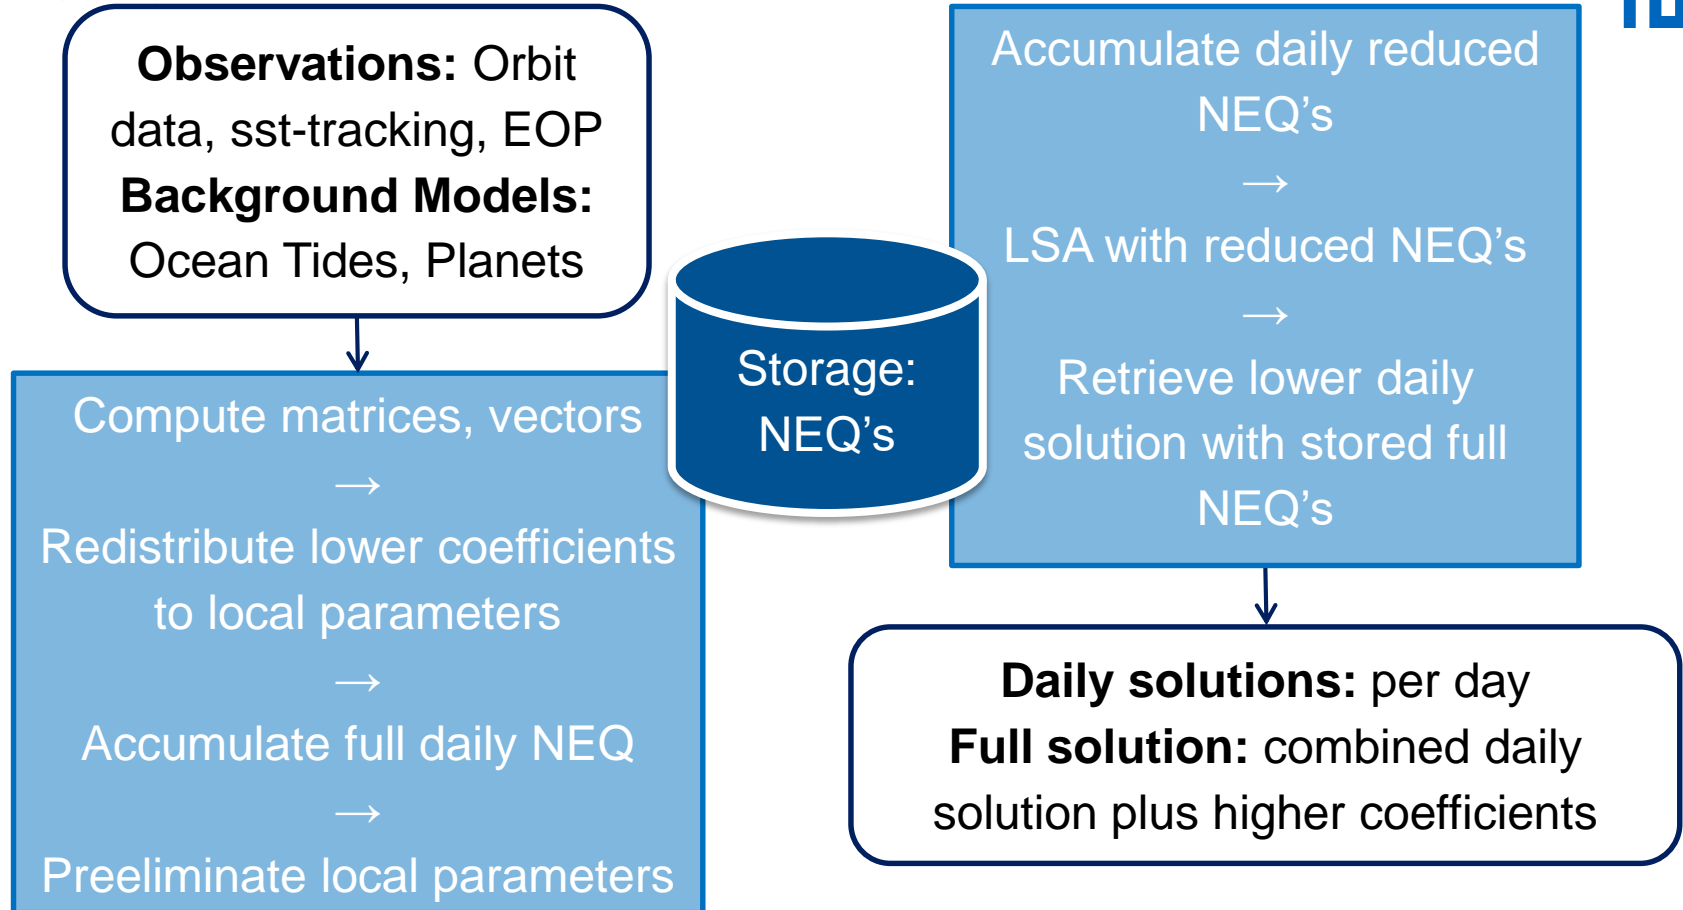 Observations: Orbit
data, sst-tracking, EOP
Background Models:
Ocean Tides, Planets
Compute matrices, vectors
→
Redistribute lower coefficients
to local parameters
→
Accumulate full daily NEQ
→
Preeliminate local parameters
Storage:
NEQ’s
Accumulate daily reduced
NEQ’s
→
LSA with reduced NEQ’s
→
Retrieve lower daily
solution with stored full
NEQ’s
Daily solutions: per day
Full solution: combined daily
solution plus higher coefficients